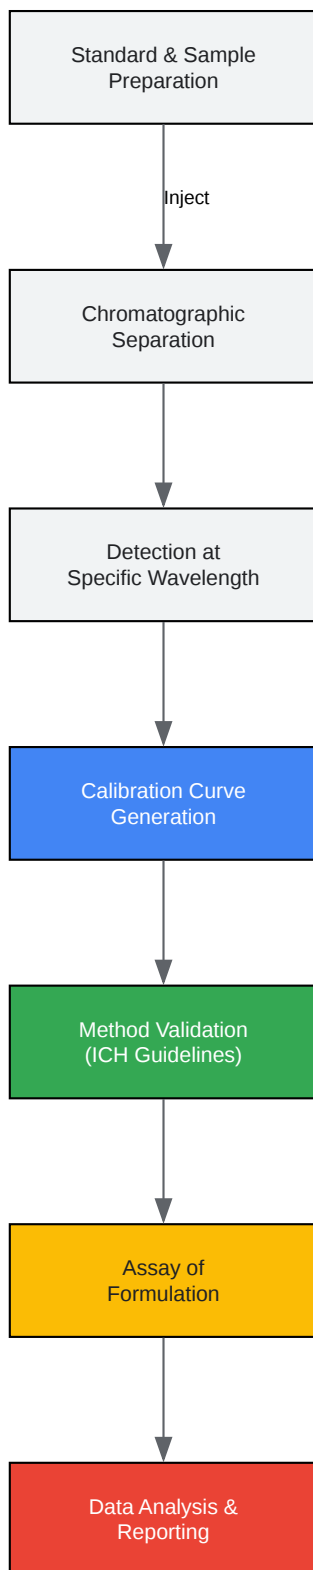 Standard & Sample
Preparation
Inject
Chromatographic
Separation
Detection at
Specific Wavelength
Calibration Curve
Generation
Method Validation
(ICH Guidelines)
Assay of
Formulation
Data Analysis &
Reporting